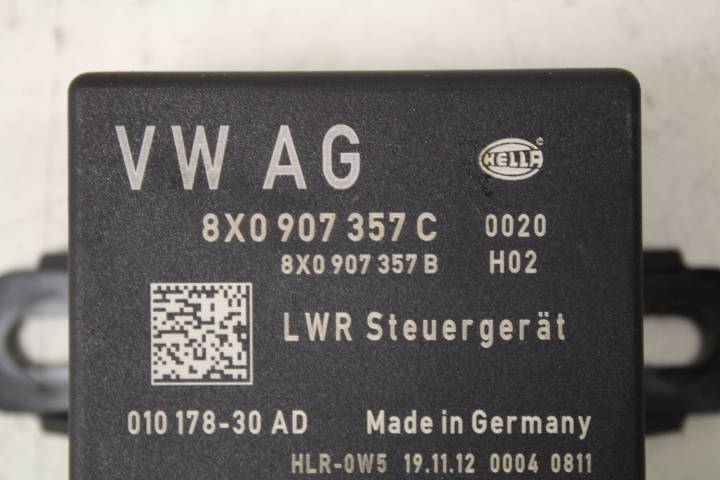 VW AG HELLA ©
8X0 907 357 C 0020
8X0 907 357 B H02
LWR Steuergerät
010 178-30 AD Made in Germany
HLR-0W5 19.11.12 0004 0811